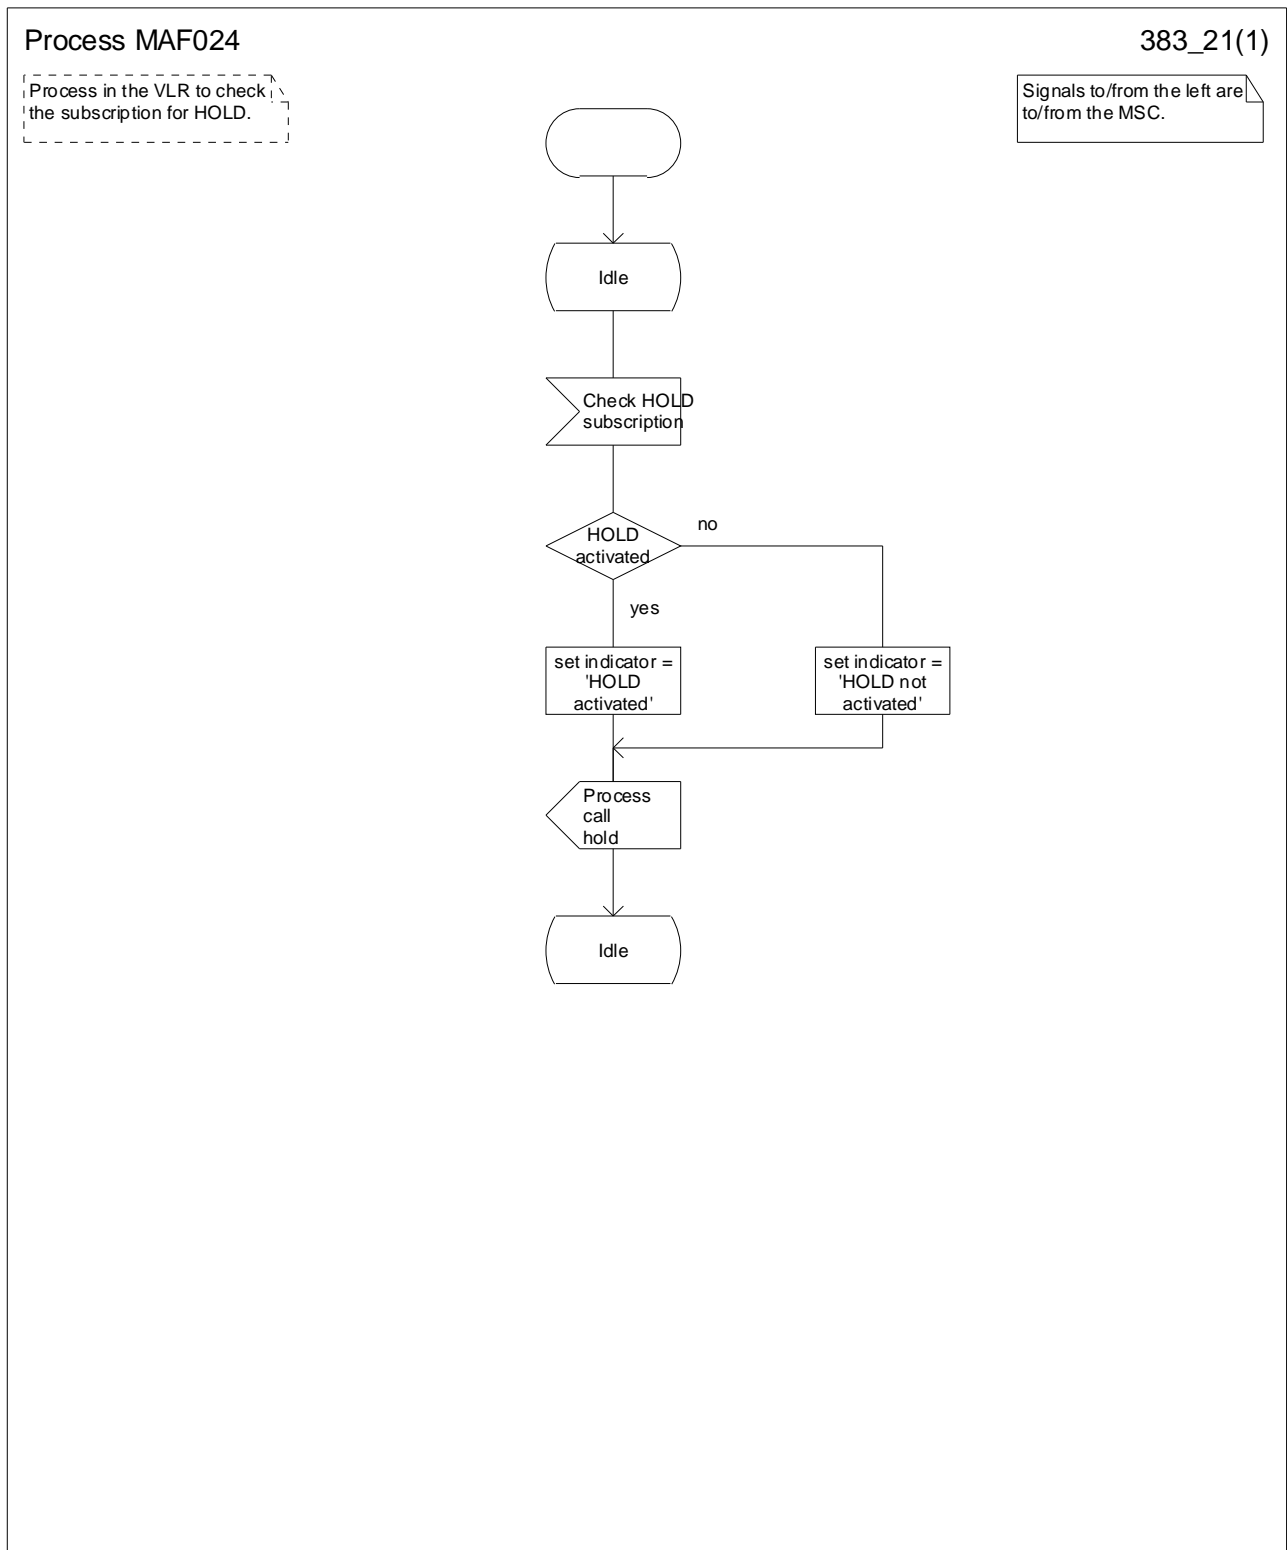 Process MAF024
383_21(1)
Process in the VLR to check
the subscription for HOLD.
Signals to/from the left are
to/from the MSC.
Idle
Check HOLD
subscription
HOLD
activated
no
yes
set indicator =
'HOLD
activated'
set indicator =
'HOLD not
activated'
Process
call
hold
Idle